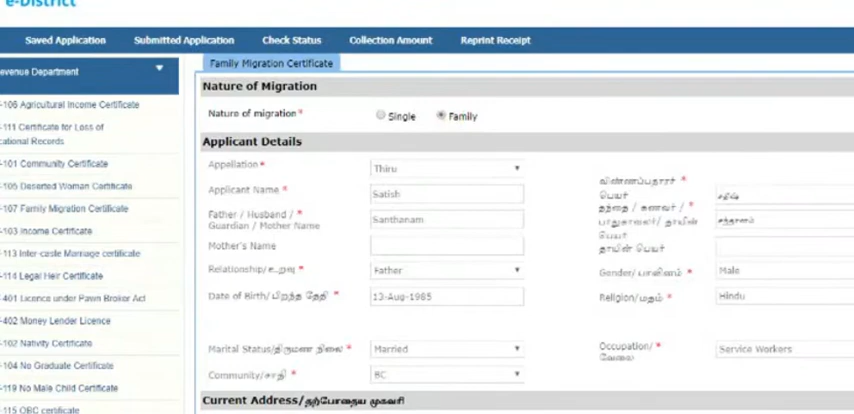 e-District
Saved Application Submitted Application Check Status Collection Amount Reprint Receipt
evenue Department
-106 Agricultural Income Certificate
-111 Certificate for Loss of
cational Records
-101 Community Certificate
-105 Deserted Woman Certificate
-107 Family Migration Certificate
-103 Income Certificate
-113 Inter-caste Marriage certificate
-114 Legal Heir Certificate
-401 Licence under Pawn Broker Act
-402 Money Lender Licence
-102 Nativity Certificate
-104 No Graduate Certificate
-119 No Male Child Certificate
-115 OBC certificate
Family Migration Certificate
Nature of Migration
Nature of migration* Single Family
Applicant Details
Appellation * Thiru
விண்ணப்பதாரர் *
பெயர் சதீஷ்
Applicant Name * Satish
Father / Husband / *
Guardian / Mother Name Santhanam
தந்தை / கணவர் / *
பாதுகாவலர்/ தாயின் சந்தானம்
பெயர்
Mother's Name
தாயின் பெயர்
Relationship/உறவு * Father
Gender/ பாலினம் * Male
Date of Birth/ பிறந்த தேதி * 13-Aug-1985
Religion/மதம் * Hindu
Marital Status/திருமண நிலை * Married
Occupation/ *
வேலை Service Workers
Community/சாதி * BC
Current Address/தற்போதைய முகவரி